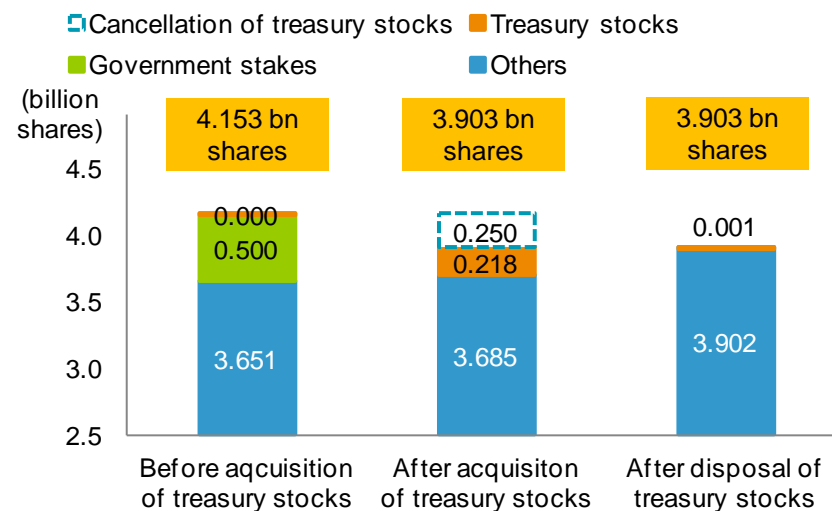 Cancellation of treasury stocks
Treasury stocks
Government stakes
Others
(billion
shares)
4.153 bn
shares
3.903 bn
shares
3.903 bn
shares
4.5
4.0
3.5
3.0
2.5
0.000
0.500
3.651
0.250
0.218
3.685
0.001
3.902
Before aqcuisition
of treasury stocks
After acquisiton
of treasury stocks
After disposal of
treasury stocks